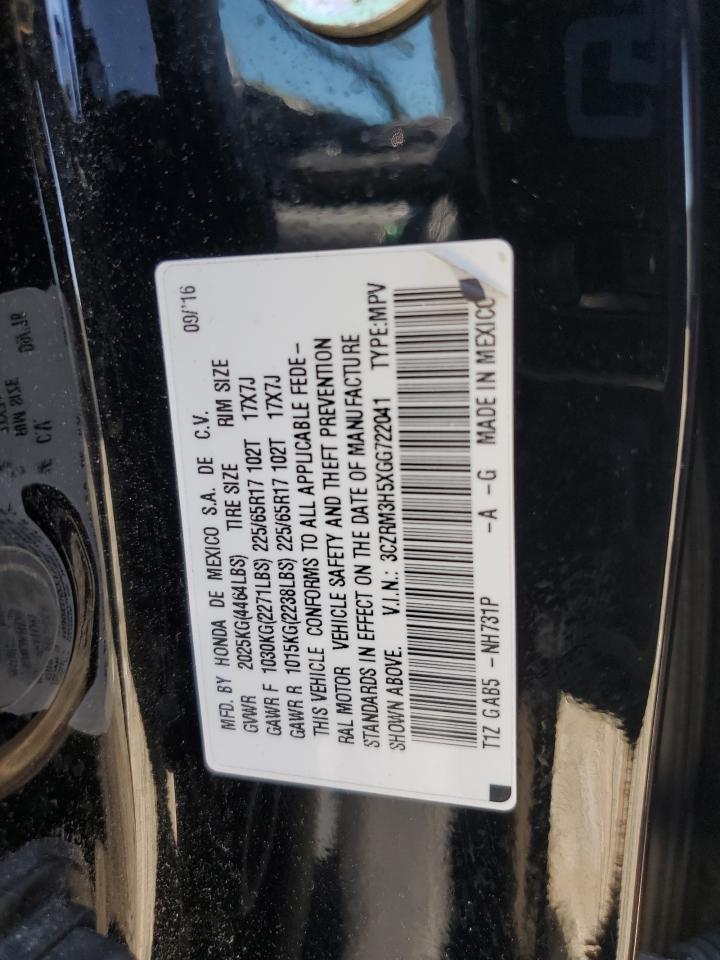 MFD. BY HONDA DE MEXICO S.A. DE C.V. 09/'16
GVWR 2025KG(4464LBS) TIRE SIZE RIM SIZE
GAWR F 1030KG(2271LBS) 225/65R17 102T 17X7J
GAWR R 1015KG(2238LBS) 225/65R17 102T 17X7J
THIS VEHICLE CONFORMS TO ALL APPLICABLE FEDE-
RAL MOTOR VEHICLE SAFETY AND THEFT PREVENTION
STANDARDS IN EFFECT ON THE DATE OF MANUFACTURE
SHOWN ABOVE. V.I.N.: 3CZRM3H5XGG722041 TYPE:MPV
T1Z GAB5 -NH731P -A -G MADE IN MEXICO